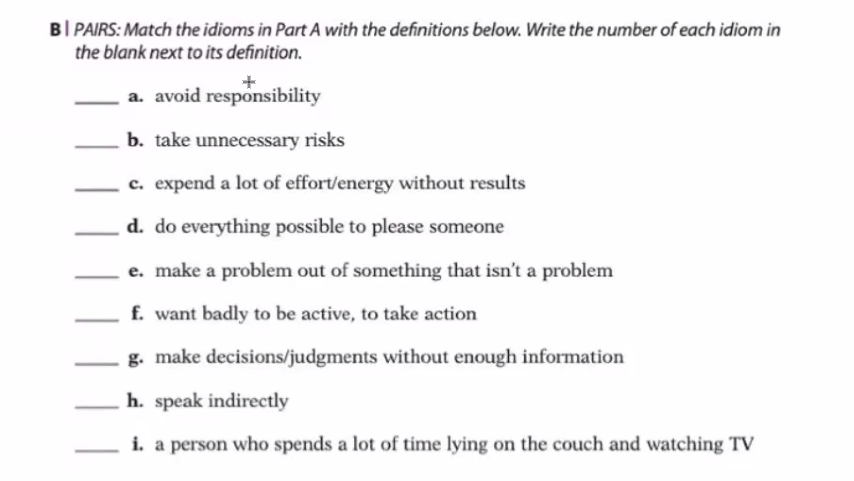 B | PAIRS: Match the idioms in Part A with the definitions below. Write the number of each idiom in
the blank next to its definition.
____ a. avoid responsibility
____ b. take unnecessary risks
____ c. expend a lot of effort/energy without results
____ d. do everything possible to please someone
____ e. make a problem out of something that isn't a problem
____ f. want badly to be active, to take action
____ g. make decisions/judgments without enough information
____ h. speak indirectly
____ i. a person who spends a lot of time lying on the couch and watching TV